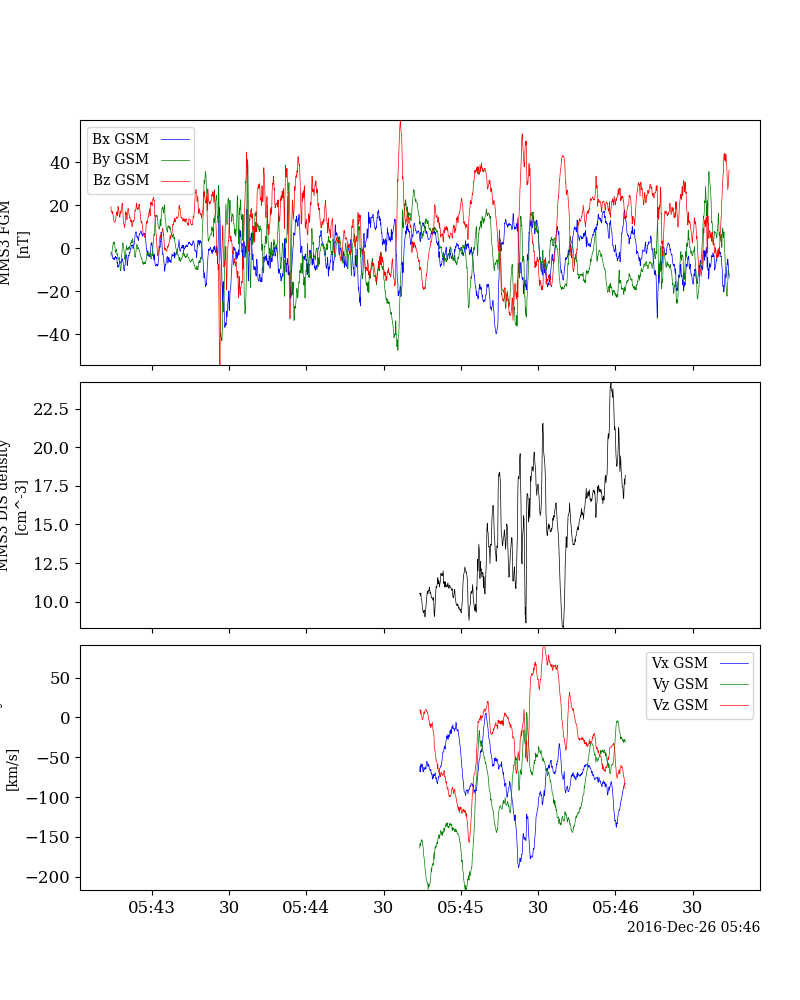 Bx GSM
By GSM
Bz GSM
MMS3 FGM
[nT]
40
20
0
−20
−40
MMS3 DIS density
[cm^-3]
22.5
20.0
17.5
15.0
12.5
10.0
Vx GSM
Vy GSM
Vz GSM
[km/s]
50
0
−50
−100
−150
−200
05:43
30
05:44
30
05:45
30
05:46
30
2016-Dec-26 05:46